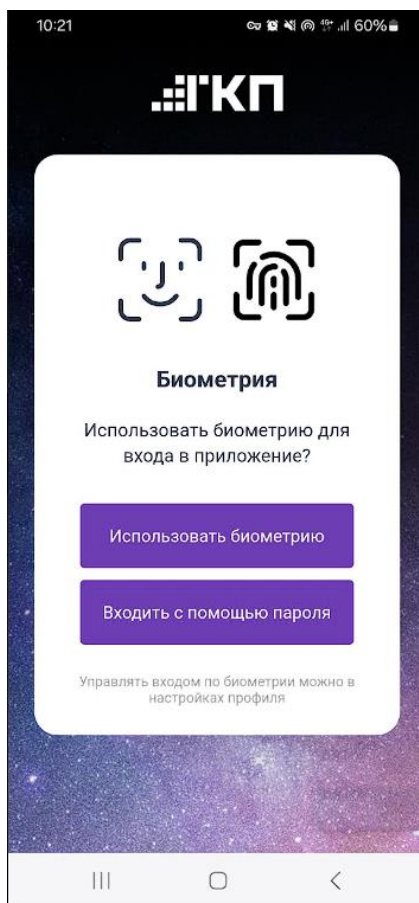 10:21
4G+
60%
ГКП
Биометрия
Использовать биометрию для
входа в приложение?
Использовать биометрию
Входить с помощью пароля
Управлять входом по биометрии можно в
настройках профиля